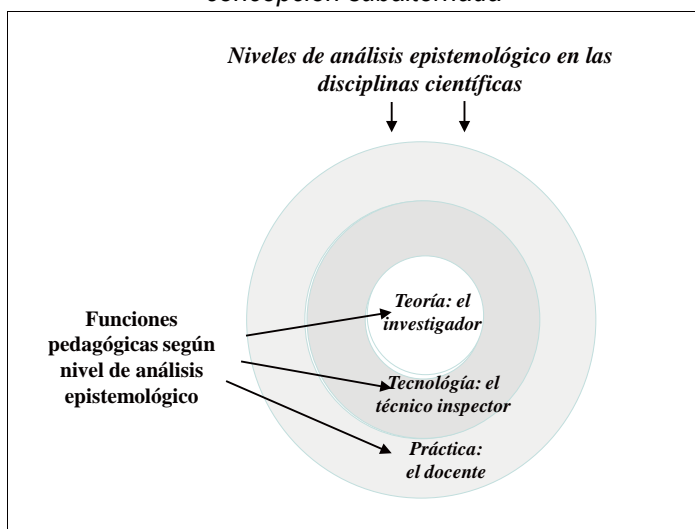 concepción subalternada
Niveles de análisis epistemológico en las
disciplinas científicas
Teoría: el
investigador
Funciones
pedagógicas según
nivel de análisis
epistemológico
Tecnológía: el
técnico inspector
Práctica:
el docente